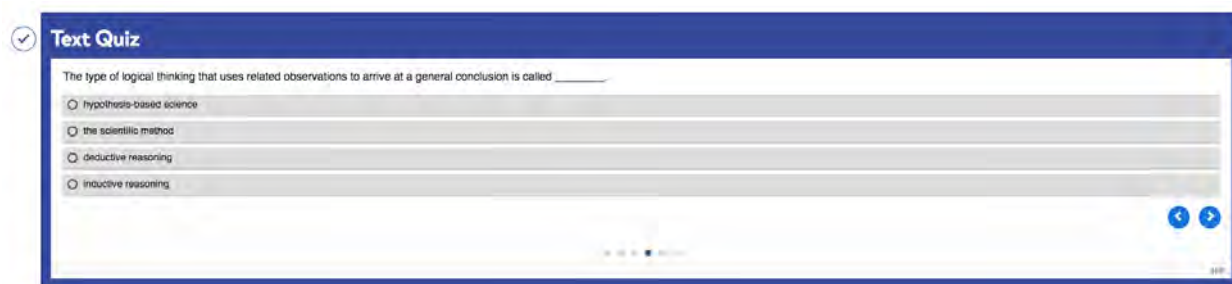 Text Quiz
The type of logical thinking that uses related observations to arrive at a general conclusion is called ________.
hypothesis-based science
the scientific method
deductive reasoning
inductive reasoning